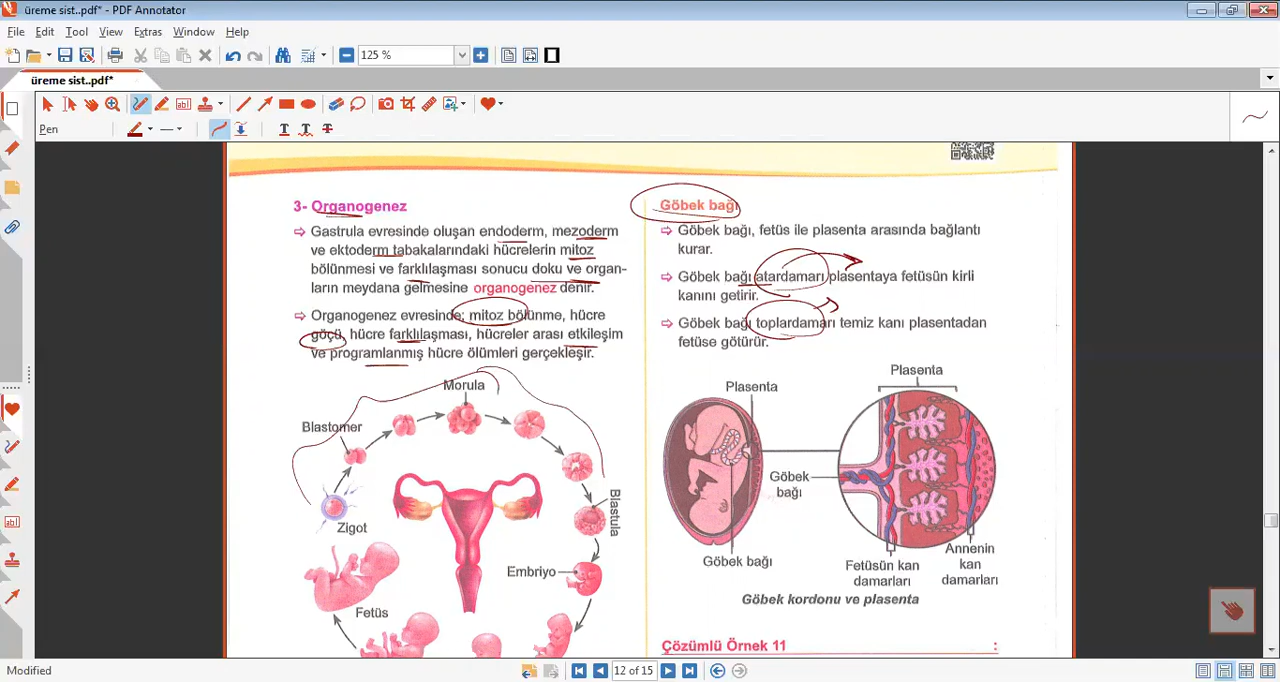 üreme sist..pdf* - PDF Annotator
File Edit Tool View Extras Window Help
125 %
üreme sist..pdf*
Pen
3- Organogenez
Gastrula evresinde oluşan endoderm, mezoderm
ve ektoderm tabakalarındaki hücrelerin mitoz
bölünmesi ve farklılaşması sonucu doku ve organ-
ların meydana gelmesine organogenez denir.
Organogenez evresinde; mitoz bölünme, hücre
göçü, hücre farklılaşması, hücreler arası etkileşim
ve programlanmış hücre ölümleri gerçekleşir.
Morula
Blastomer
Zigot
Blastula
Embriyo
Fetüs
Göbek bağı
Göbek bağı, fetüs ile plasenta arasında bağlantı
kurar.
Göbek bağı atardamarı plasentaya fetüsün kirli
kanını getirir.
Göbek bağı toplardamarı temiz kanı plasentadan
fetüse götürür.
Plasenta
Plasenta
Göbek
bağı
Göbek bağı
Fetüsün kan
damarları
Annenin
kan
damarları
Göbek kordonu ve plasenta
Çözümlü Örnek 11 :
Modified
12 of 15